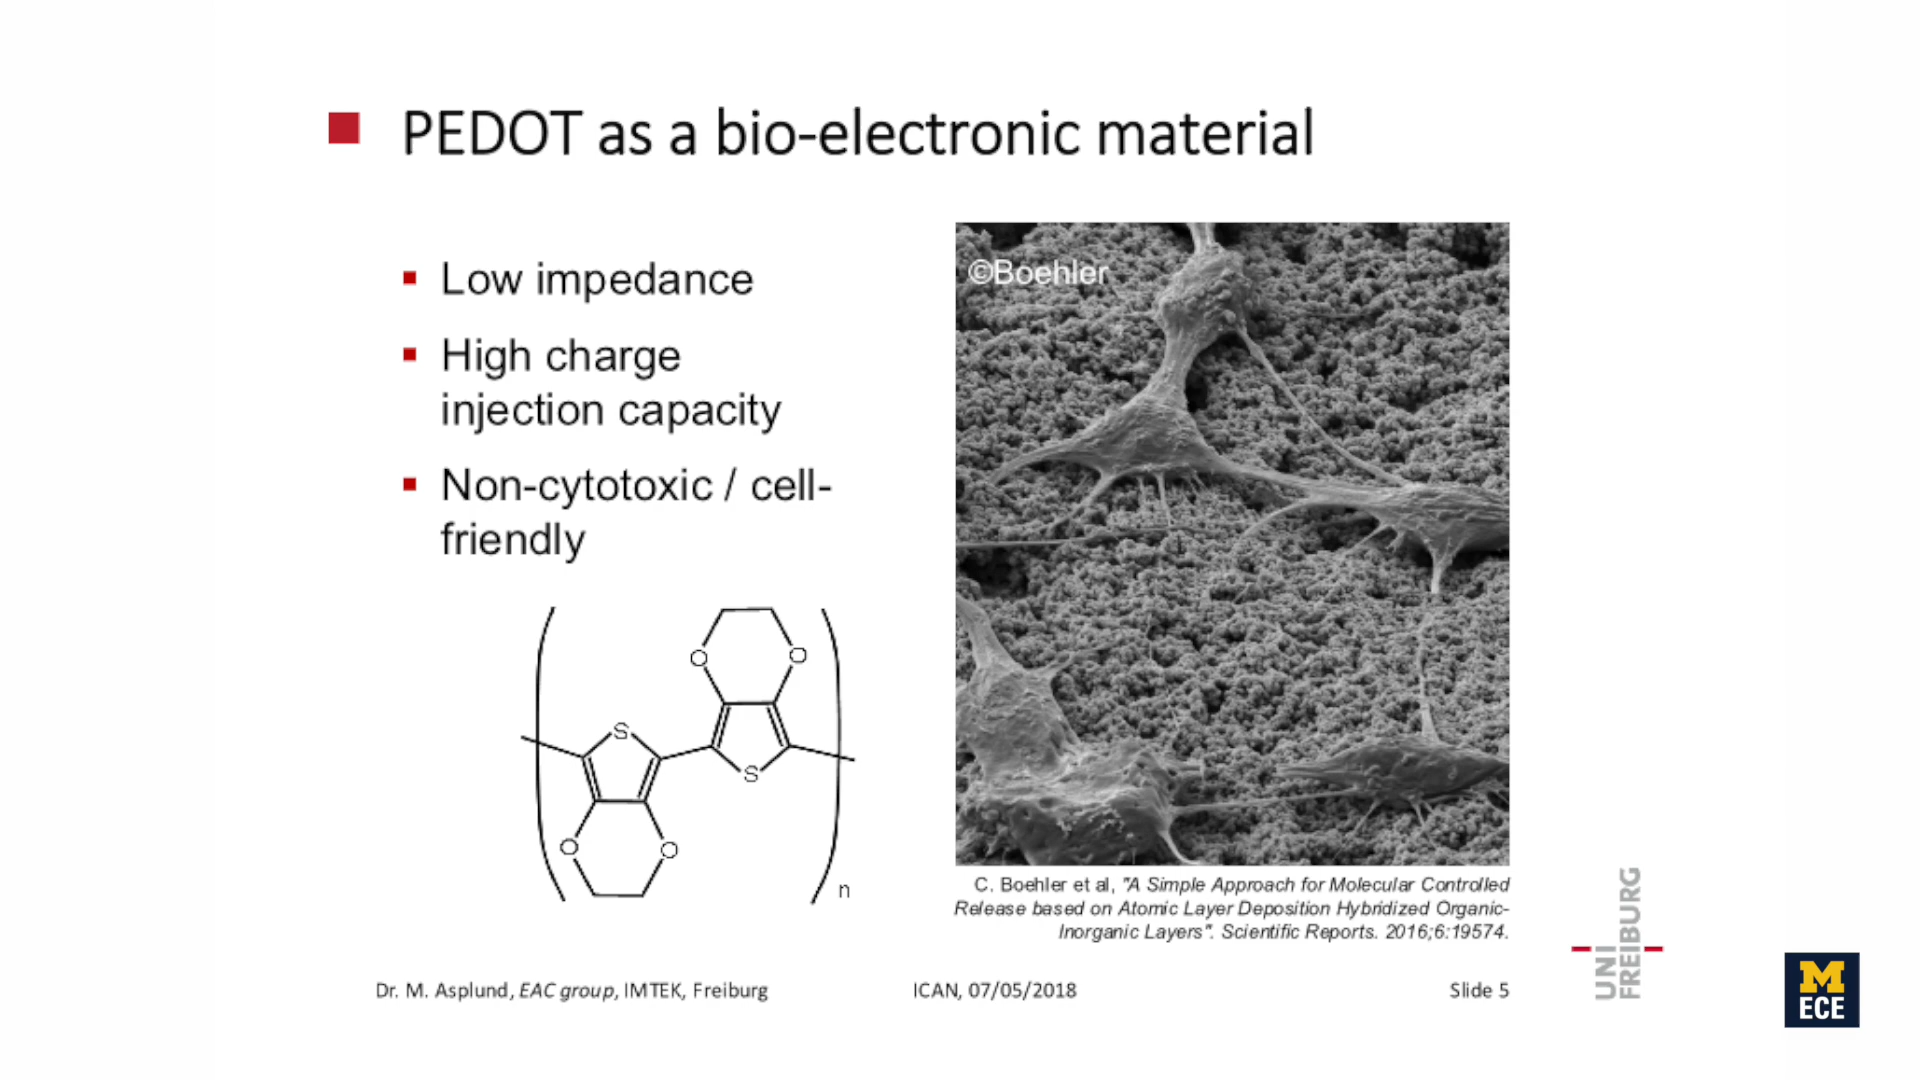 PEDOT as a bio-electronic material
Low impedance
High charge
injection capacity
Non-cytotoxic / cell-
friendly
©Boehler
O
O
S
S
O
O
n
C. Boehler et al, "A Simple Approach for Molecular Controlled
Release based on Atomic Layer Deposition Hybridized Organic-
Inorganic Layers". Scientific Reports. 2016;6:19574.
Dr. M. Asplund, EAC group, IMTEK, Freiburg
ICAN, 07/05/2018
Slide 5
UNI
FREIBURG
M
ECE